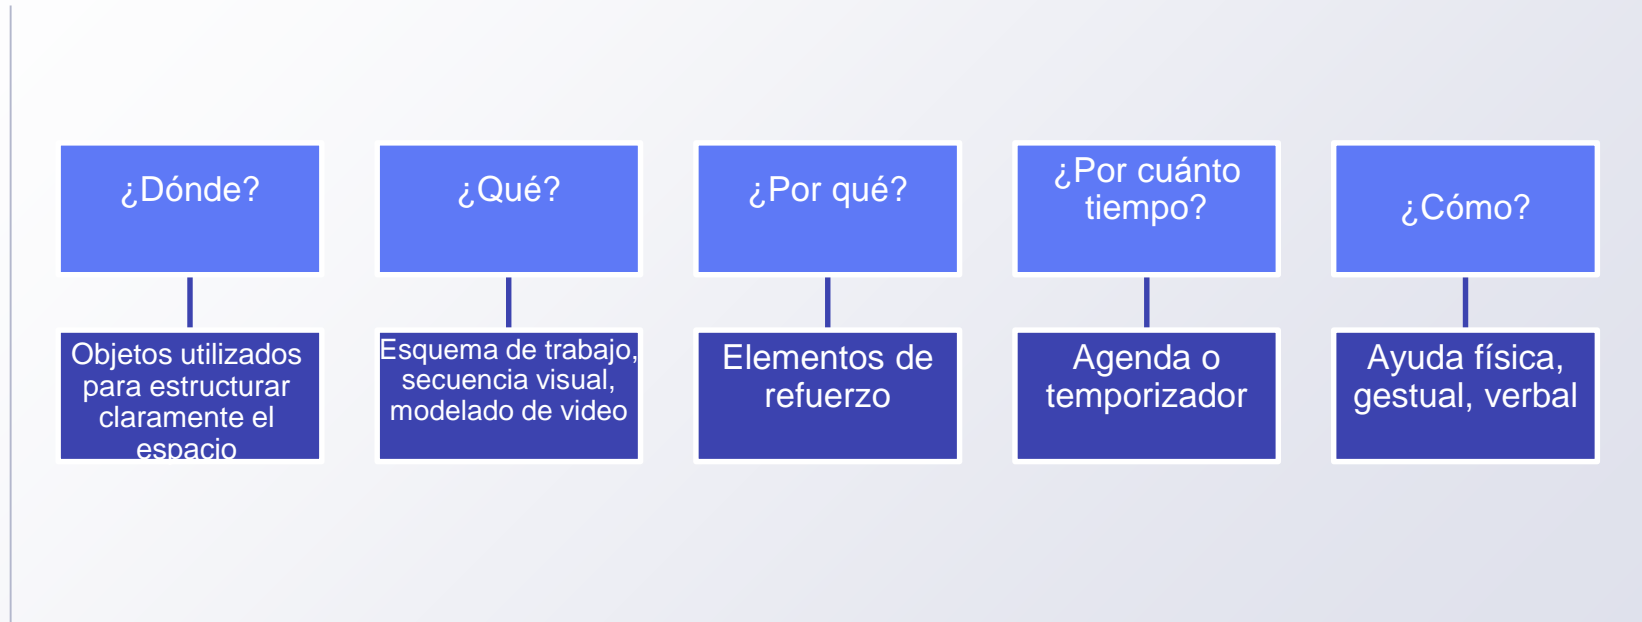 ¿Dónde?
¿Qué?
¿Por qué?
¿Por cuánto
tiempo?
¿Cómo?
Objetos utilizados
para estructurar
claramente el
espacio
Esquema de trabajo,
secuencia visual,
modelado de video
Elementos de
refuerzo
Agenda o
temporizador
Ayuda física,
gestual, verbal